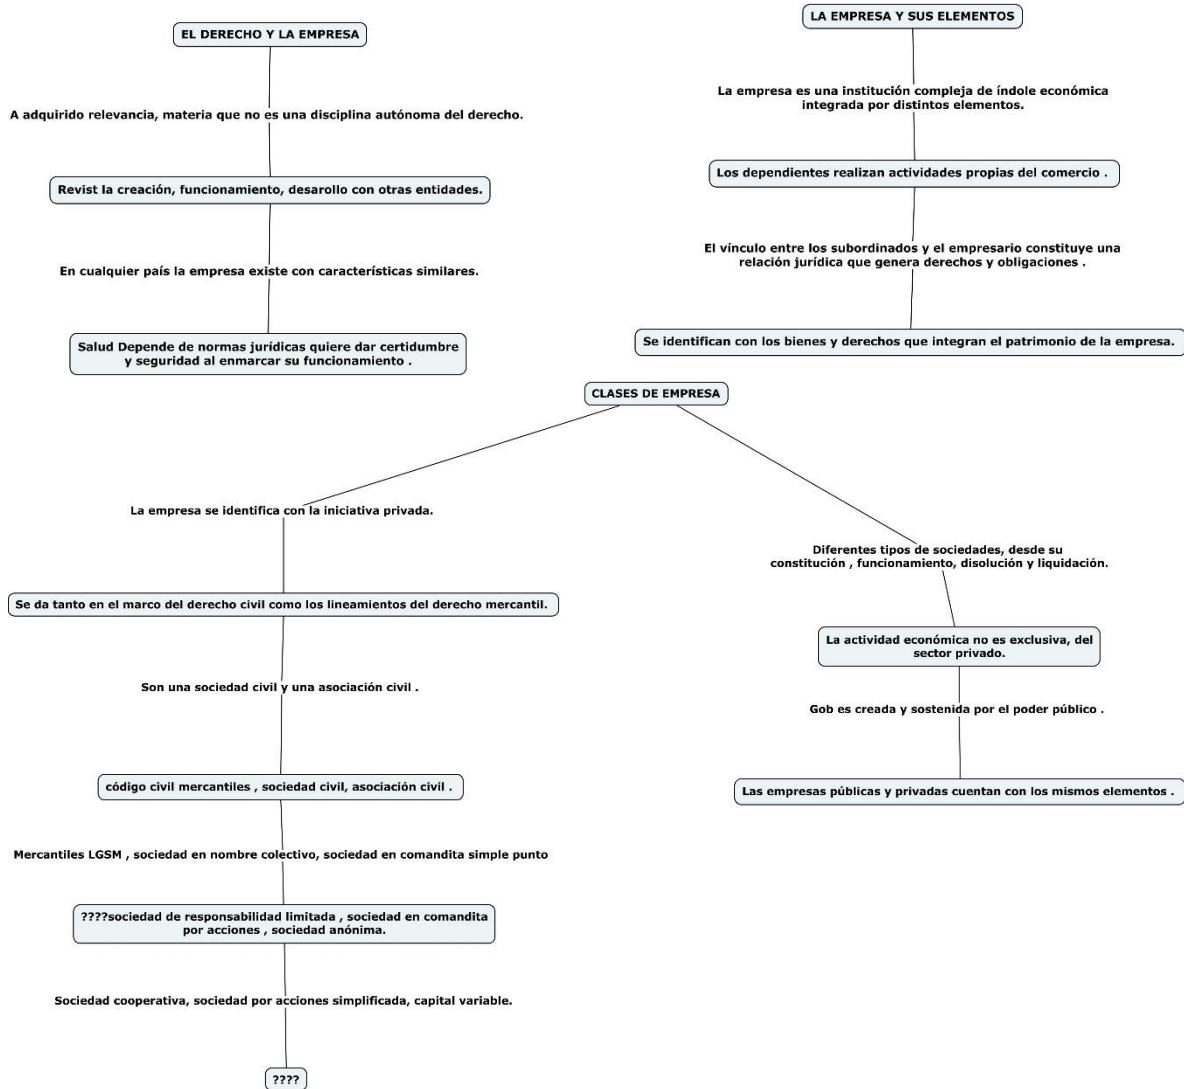 EL DERECHO Y LA EMPRESA
A adquirido relevancia, materia que no es una disciplina autónoma del derecho.
Revist la creación, funcionamiento, desarollo con otras entidades.
En cualquier país la empresa existe con características similares.
Salud Depende de normas jurídicas quiere dar certidumbre
y seguridad al enmarcar su funcionamiento .
LA EMPRESA Y SUS ELEMENTOS
La empresa es una institución compleja de índole económica
integrada por distintos elementos.
Los dependientes realizan actividades propias del comercio .
El vínculo entre los subordinados y el empresario constituye una
relación jurídica que genera derechos y obligaciones .
Se identifican con los bienes y derechos que integran el patrimonio de la empresa.
CLASES DE EMPRESA
La empresa se identifica con la iniciativa privada.
Se da tanto en el marco del derecho civil como los lineamientos del derecho mercantil.
Son una sociedad civil y una asociación civil .
código civil mercantiles , sociedad civil, asociación civil .
Mercantiles LGSM , sociedad en nombre colectivo, sociedad en comandita simple punto
????sociedad de responsabilidad limitada , sociedad en comandita
por acciones , sociedad anónima.
Sociedad cooperativa, sociedad por acciones simplificada, capital variable.
????
Diferentes tipos de sociedades, desde su
constitución , funcionamiento, disolución y liquidación.
La actividad económica no es exclusiva, del
sector privado.
Gob es creada y sostenida por el poder público .
Las empresas públicas y privadas cuentan con los mismos elementos .